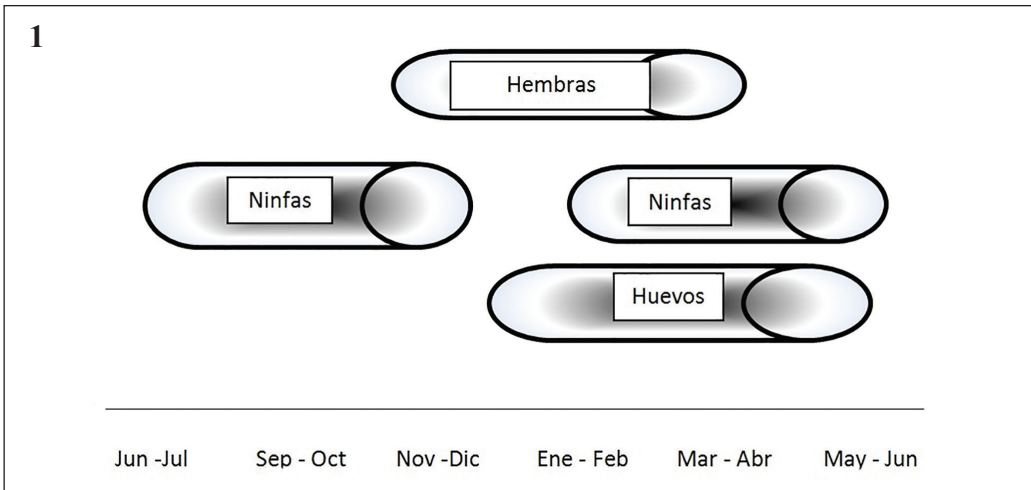 1
Hembras
Ninfas
Ninfas
Huevos
Jun -Jul Sep - Oct Nov -Dic Ene - Feb Mar - Abr May - Jun